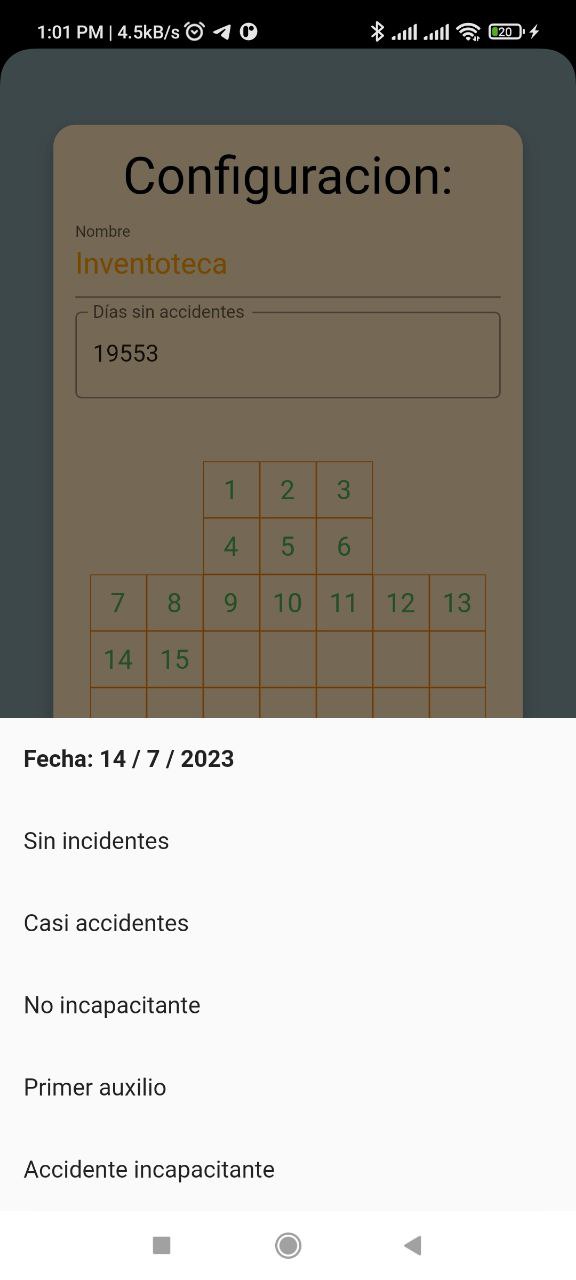 1:01 PM | 4.5kB/s
20
Configuracion:
Nombre
Inventoteca
Días sin accidentes
19553
1 2 3
4 5 6
7 8 9 10 11 12 13
14 15
Fecha: 14 / 7 / 2023
Sin incidentes
Casi accidentes
No incapacitante
Primer auxilio
Accidente incapacitante